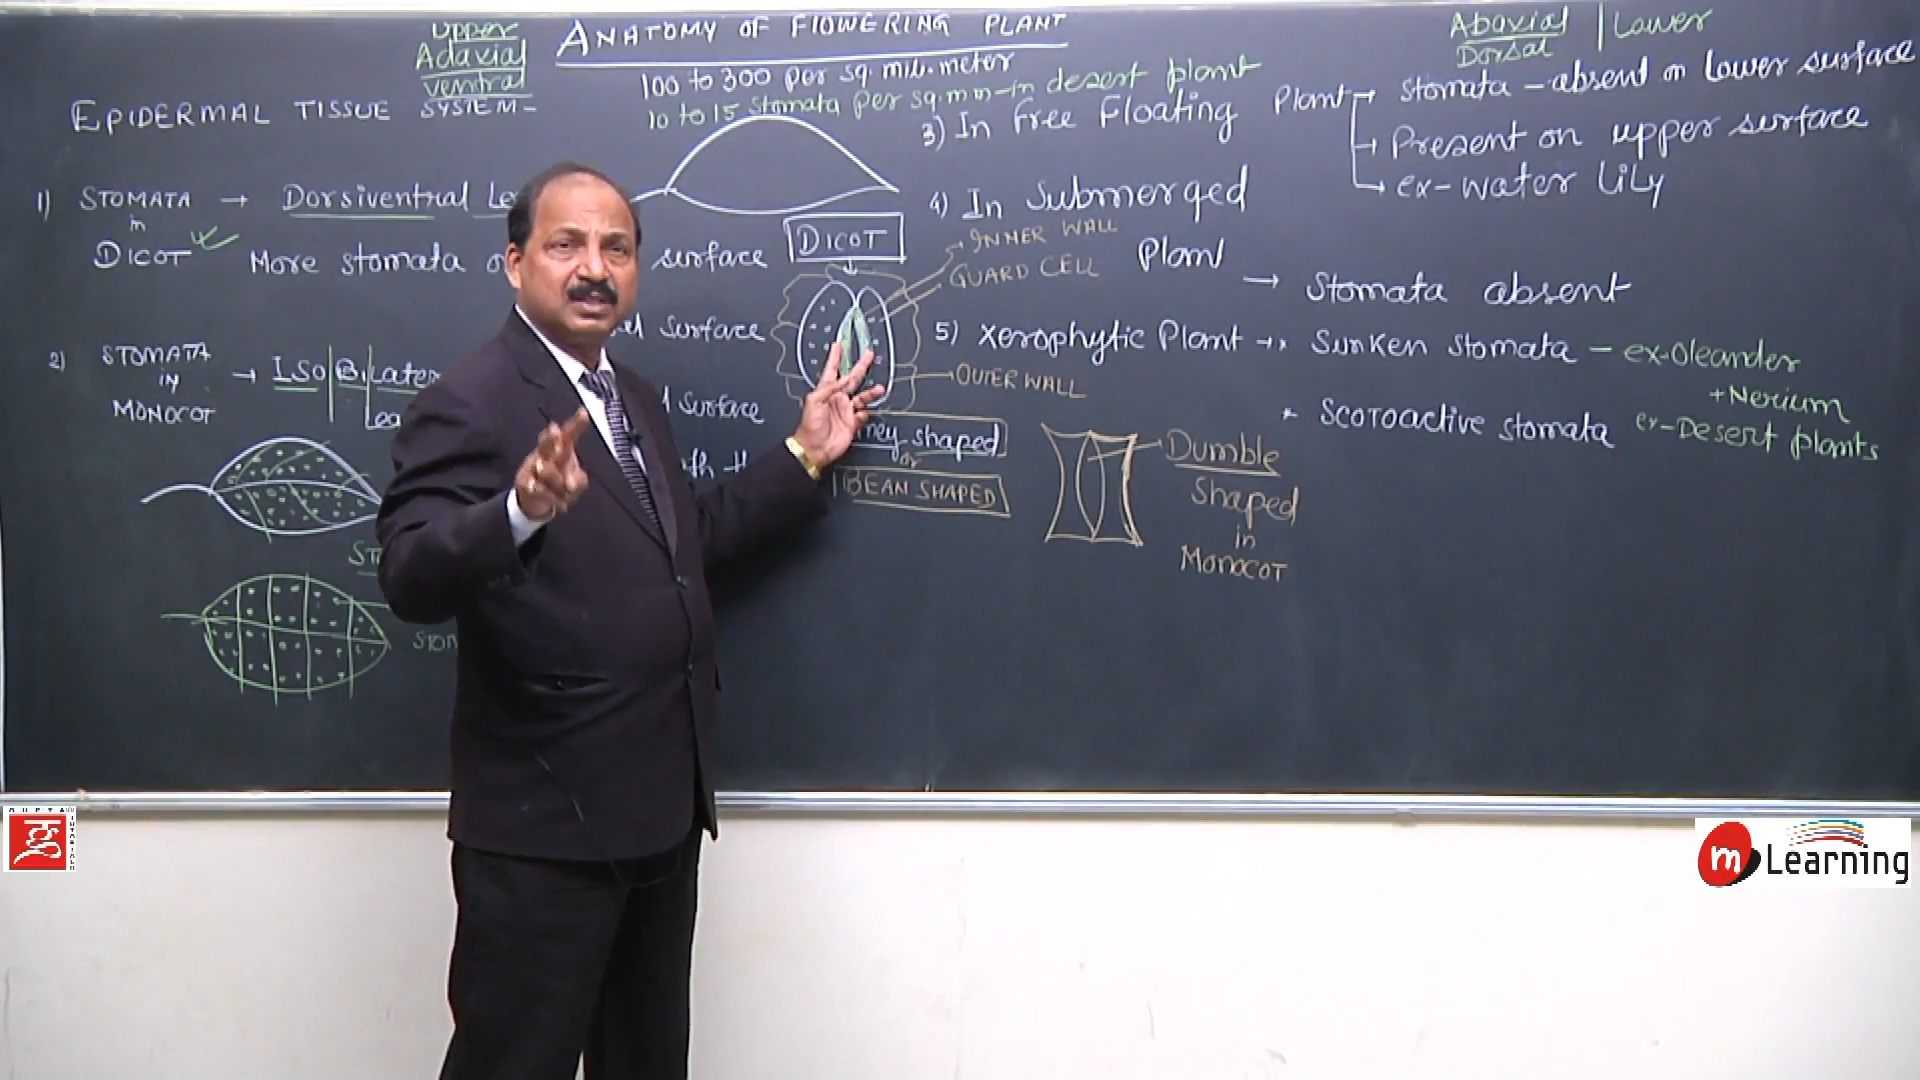 ANATOMY OF FLOWERING PLANT
Upper
Adaxial
ventral
100 to 300 per sq. mili.meter
10 to 15 Stomata per sq.mm-in desert plant
Abaxial | Lower
Dorsal
EPIDERMAL TISSUE SYSTEM-
1) STOMATA → Dorsiventral
in
DICOT
More stomata
surface
Surface
2) STOMATA → ISO|Bi|Later
in
MONOCOT
Surface
DICOT
INNER WALL
GUARD CELL
OUTER WALL
shaped
or
BEAN SHAPED
3) In Free Floating Plant → Stomata - absent on lower surface
→ Present on upper surface
→ ex-water lily
4) In Submerged
Plant
→ Stomata absent
5) Xerophytic Plant → * Sunken Stomata - ex-Oleander
+Nerium
* Scotoactive stomata ex-Desert plants
Dumble
Shaped
in
Monocot
m Learning